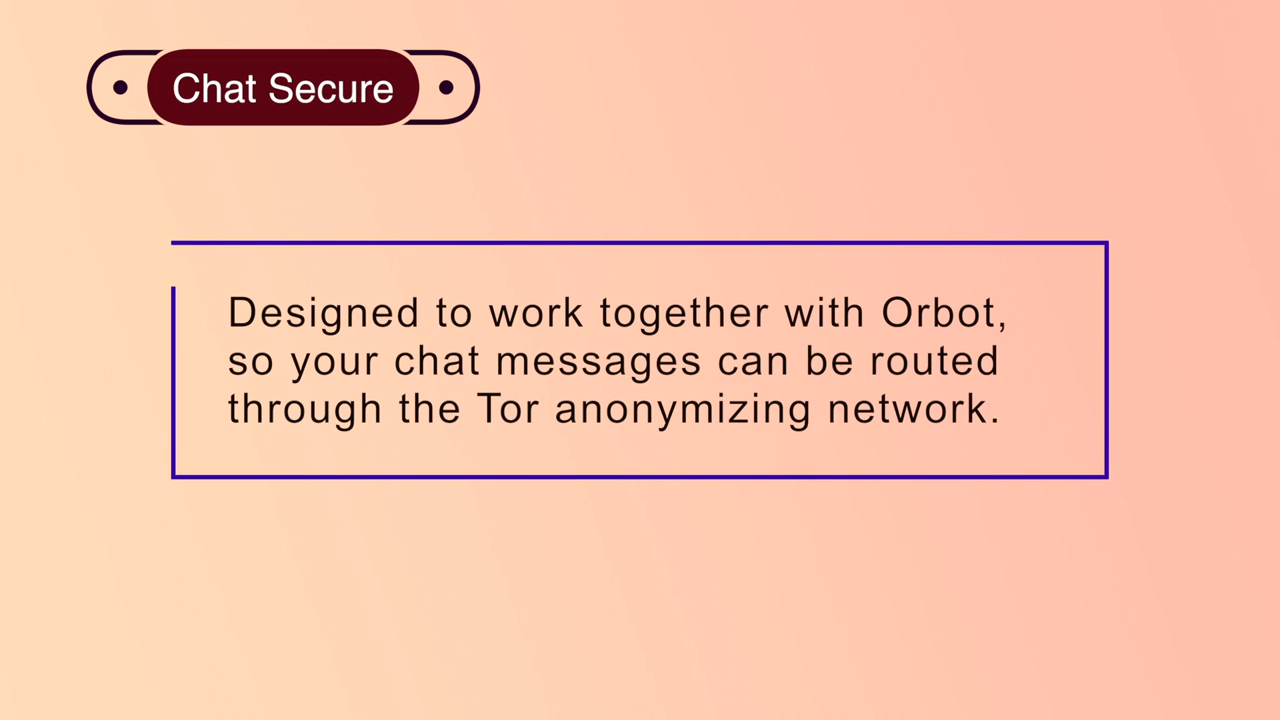 Chat Secure
Designed to work together with Orbot,
so your chat messages can be routed
through the Tor anonymizing network.